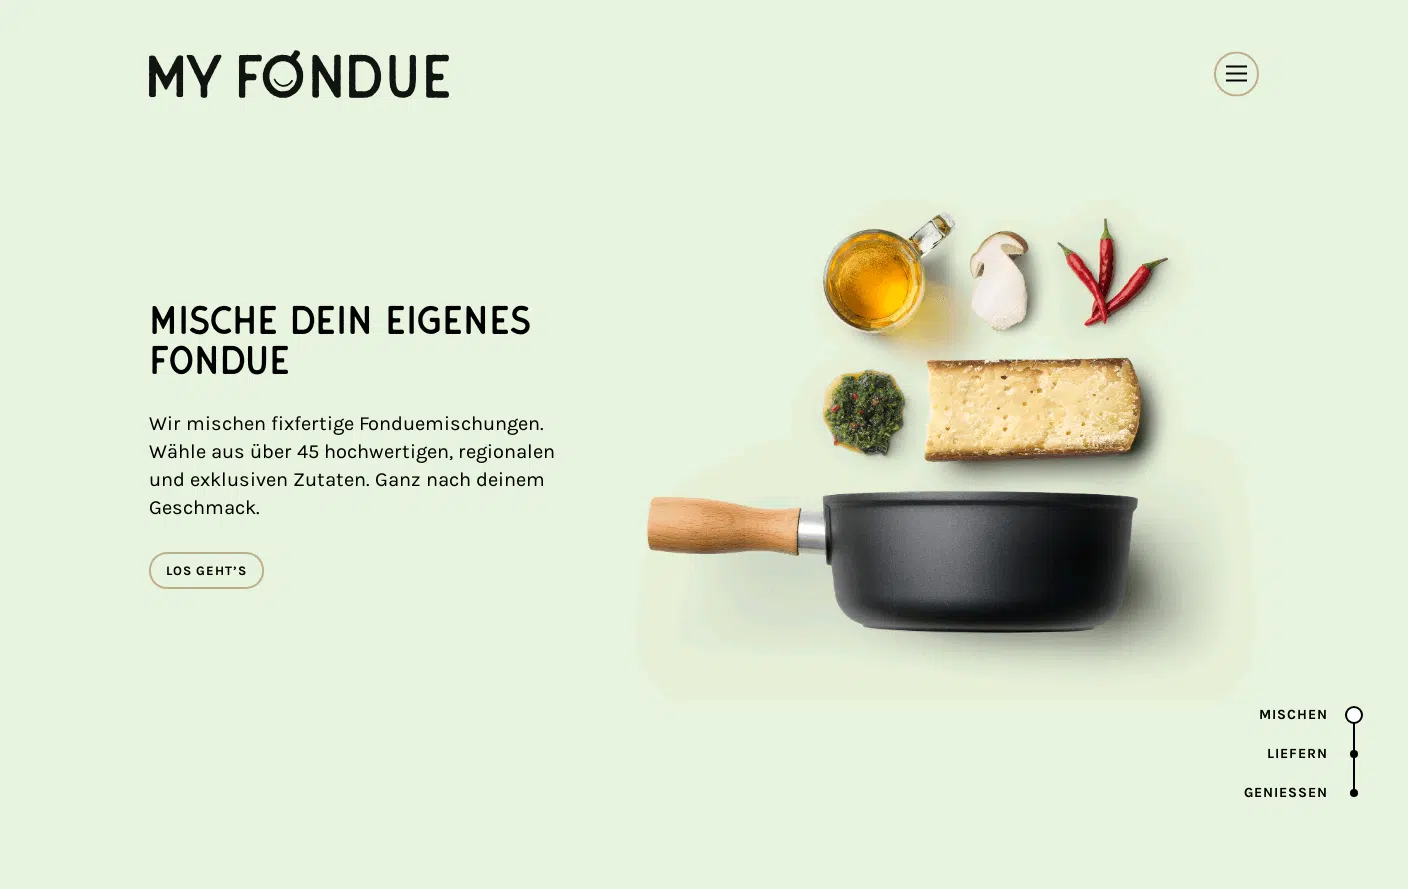 MY FONDUE
MISCHE DEIN EIGENES
FONDUE
Wir mischen fixfertige Fonduemischungen.
Wähle aus über 45 hochwertigen, regionalen
und exklusiven Zutaten. Ganz nach deinem
Geschmack.
LOS GEHT'S
MISCHEN
LIEFERN
GENIESSEN